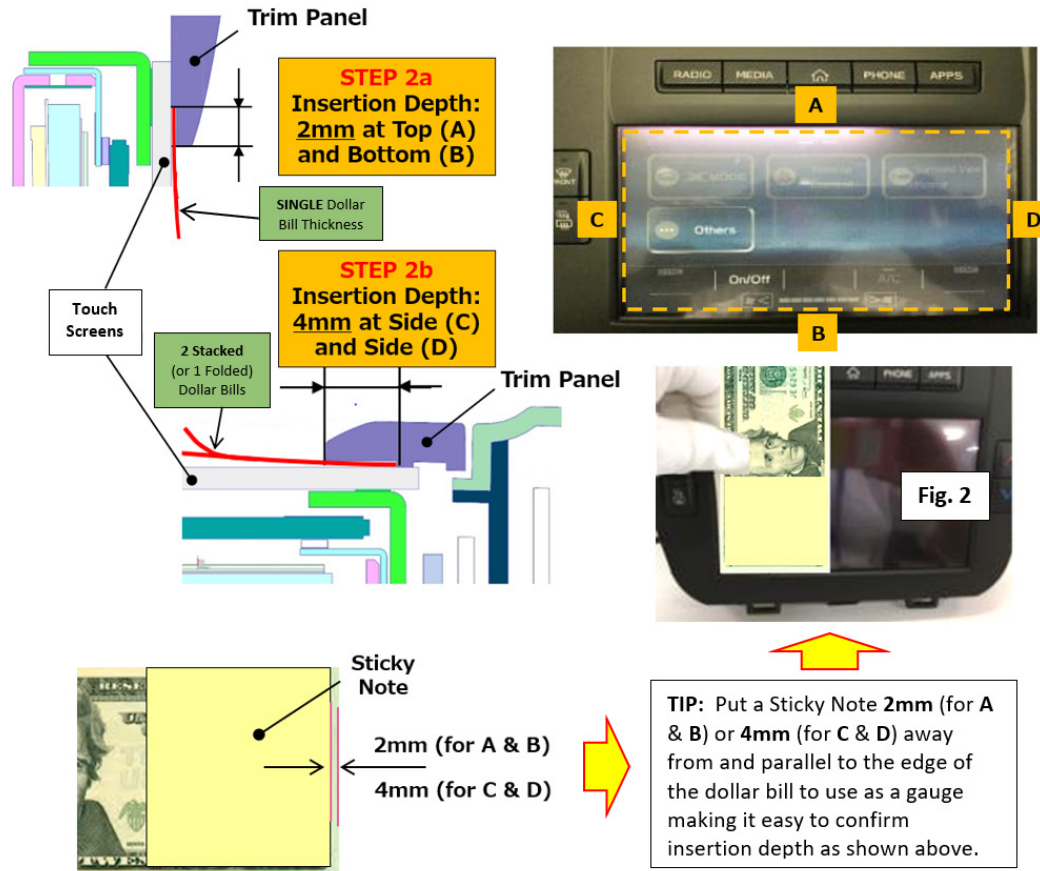 Trim Panel
STEP 2a
Insertion Depth:
2mm at Top (A)
and Bottom (B)
SINGLE Dollar
Bill Thickness
Touch
Screens
STEP 2b
Insertion Depth:
4mm at Side (C)
and Side (D)
2 Stacked
(or 1 Folded)
Dollar Bills
Trim Panel
RADIO
MEDIA
PHONE
APPS
A
FRONT
C
D
MODE
Others
On/Off
A/C
B
PHONE
APPS
Fig. 2
Sticky
Note
2mm (for A & B)
4mm (for C & D)
TIP: Put a Sticky Note 2mm (for A
& B) or 4mm (for C & D) away
from and parallel to the edge of
the dollar bill to use as a gauge
making it easy to confirm
insertion depth as shown above.